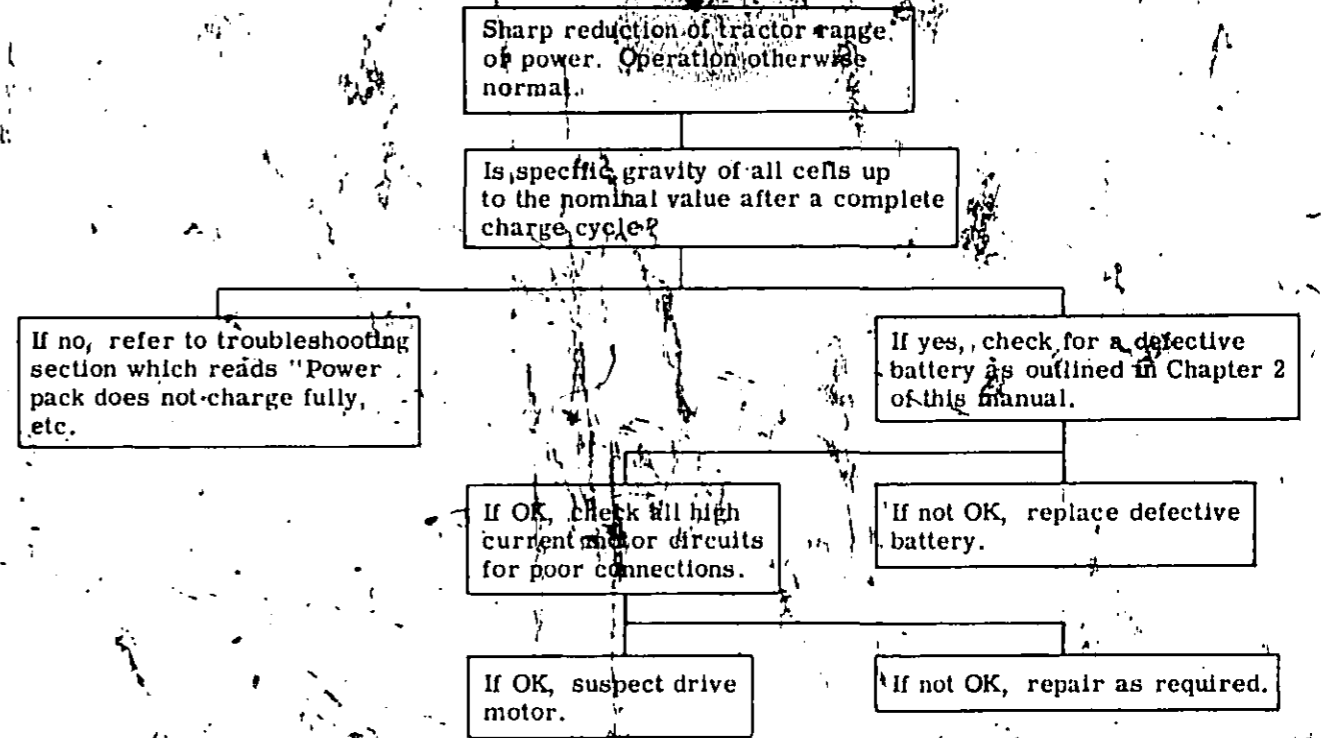 Sharp reduction of tractor range
or power. Operation otherwise
normal.
Is specific gravity of all cells up
to the nominal value after a complete
charge cycle?
If no, refer to troubleshooting
section which reads "Power
pack does not charge fully,
etc.
If yes, check for a defective
battery as outlined in Chapter 2
of this manual.
If OK, check all high
current motor circuits
for poor connections.
If not OK, replace defective
battery.
If OK, suspect drive
motor.
If not OK, repair as required.